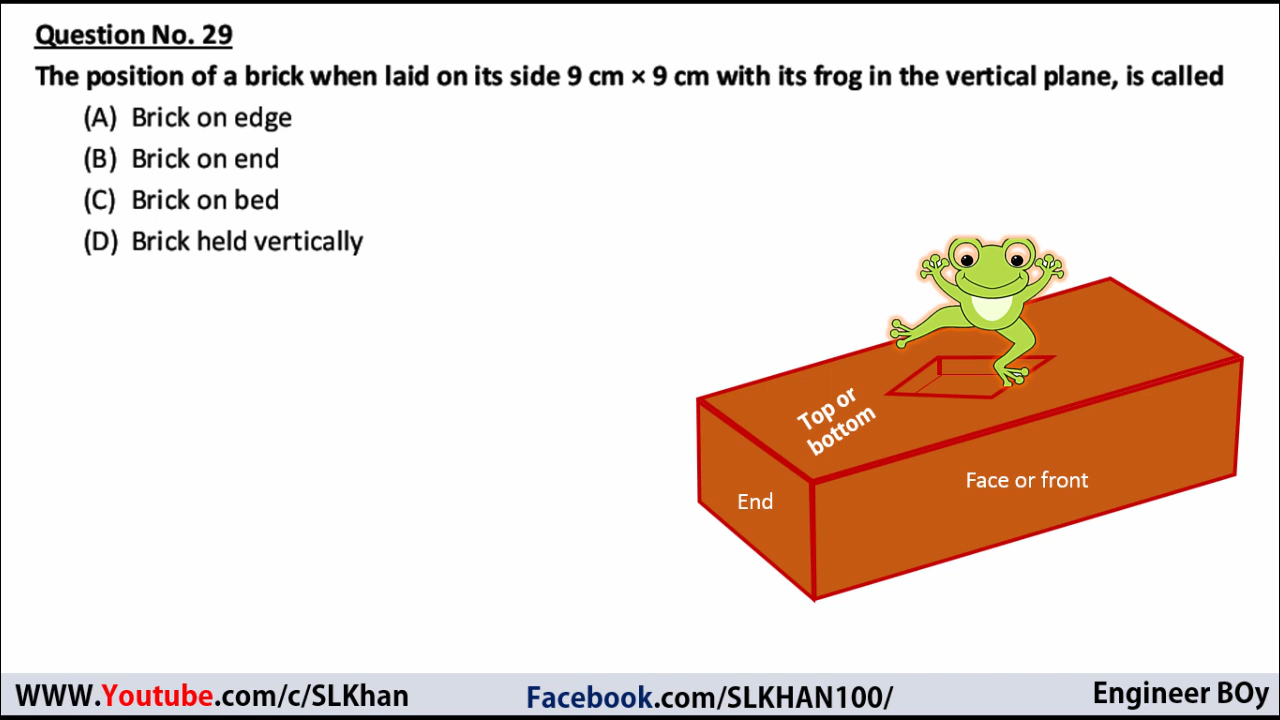 Question No. 29
The position of a brick when laid on its side 9 cm × 9 cm with its frog in the vertical plane, is called
(A) Brick on edge
(B) Brick on end
(C) Brick on bed
(D) Brick held vertically
Top or
bottom
Face or front
End
WWW.Youtube.com/c/SLKhan
Facebook.com/SLKHAN100/
Engineer BOy